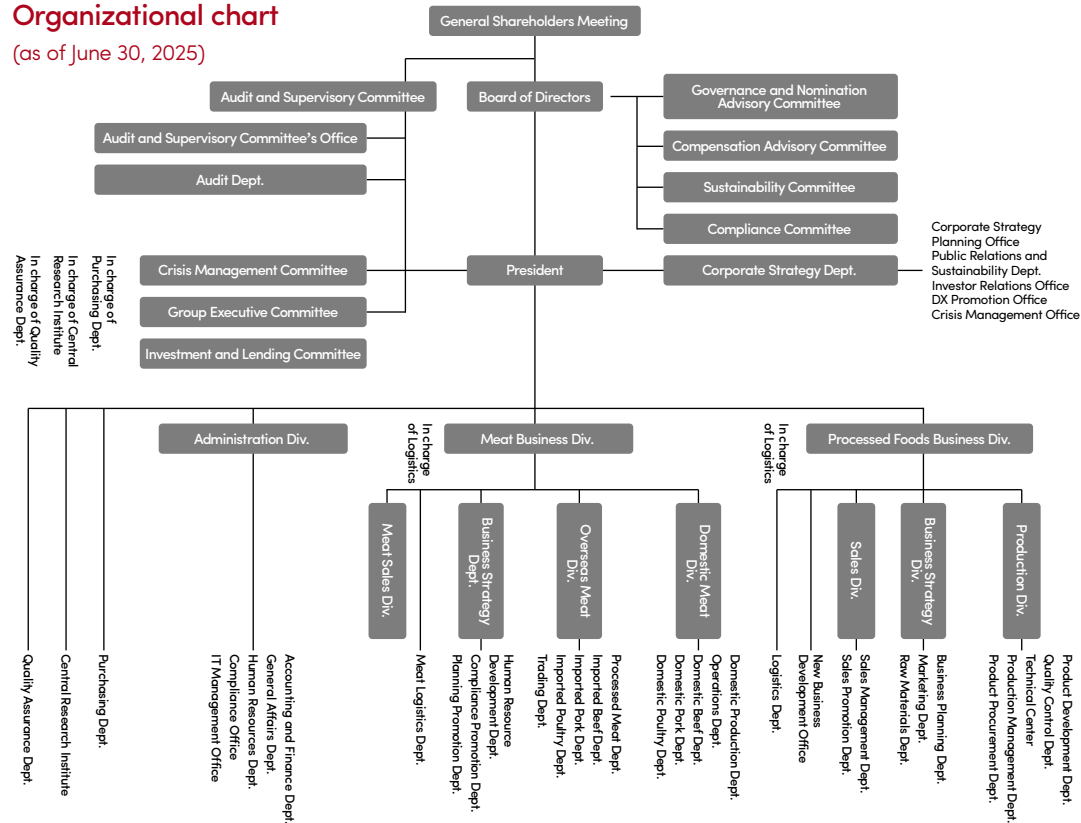 Organizational chart
(as of June 30, 2025)
General Shareholders Meeting
Audit and Supervisory Committee
Board of Directors
Governance and Nomination
Advisory Committee
Audit and Supervisory Committee's Office
Compensation Advisory Committee
Audit Dept.
Sustainability Committee
Compliance Committee
In charge of Quality
Assurance Dept.
In charge of Central
Research Institute
In charge of
Purchasing Dept.
Crisis Management Committee
President
Corporate Strategy Dept.
Corporate Strategy
Planning Office
Public Relations and
Sustainability Dept.
Investor Relations Office
DX Promotion Office
Crisis Management Office
Group Executive Committee
Investment and Lending Committee
Administration Div.
In charge
of Logistics
Meat Business Div.
In charge
of Logistics
Processed Foods Business Div.
Meat Sales Div.
Business Strategy
Dept.
Overseas Meat
Div.
Domestic Meat
Div.
Sales Div.
Business Strategy
Div.
Production Div.
Quality Assurance Dept.
Central Research Institute
Purchasing Dept.
Accounting and Finance Dept.
General Affairs Dept.
Human Resources Dept.
Compliance Office
IT Management Office
Meat Logistics Dept.
Human Resource
Development Dept.
Compliance Promotion Dept.
Planning Promotion Dept.
Processed Meat Dept.
Imported Beef Dept.
Imported Pork Dept.
Imported Poultry Dept.
Trading Dept.
Domestic Production Dept.
Operations Dept.
Domestic Beef Dept.
Domestic Pork Dept.
Domestic Poultry Dept.
Logistics Dept.
New Business
Development Office
Sales Management Dept.
Sales Promotion Dept.
Business Planning Dept.
Marketing Dept.
Raw Materials Dept.
Product Development Dept.
Quality Control Dept.
Technical Center
Production Management Dept.
Product Procurement Dept.